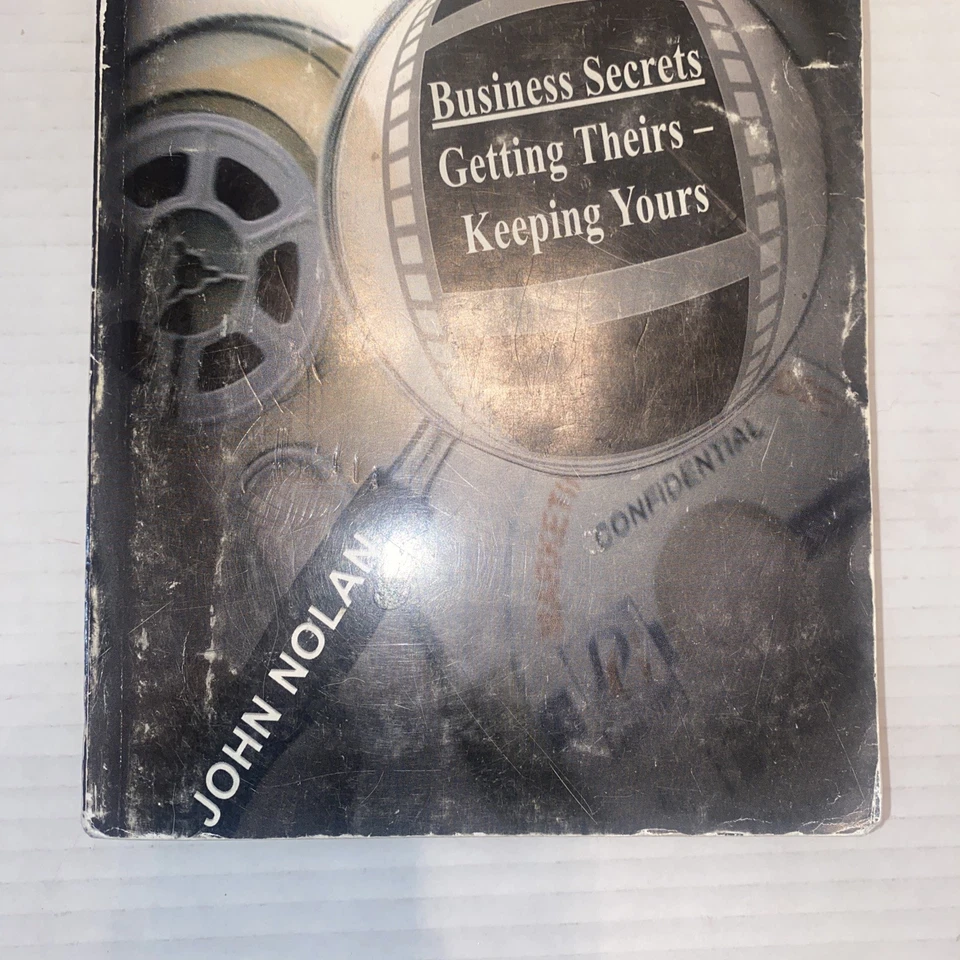 Business Secrets
Getting Theirs –
Keeping Yours
CONFIDENTIAL
JOHN NOLAN